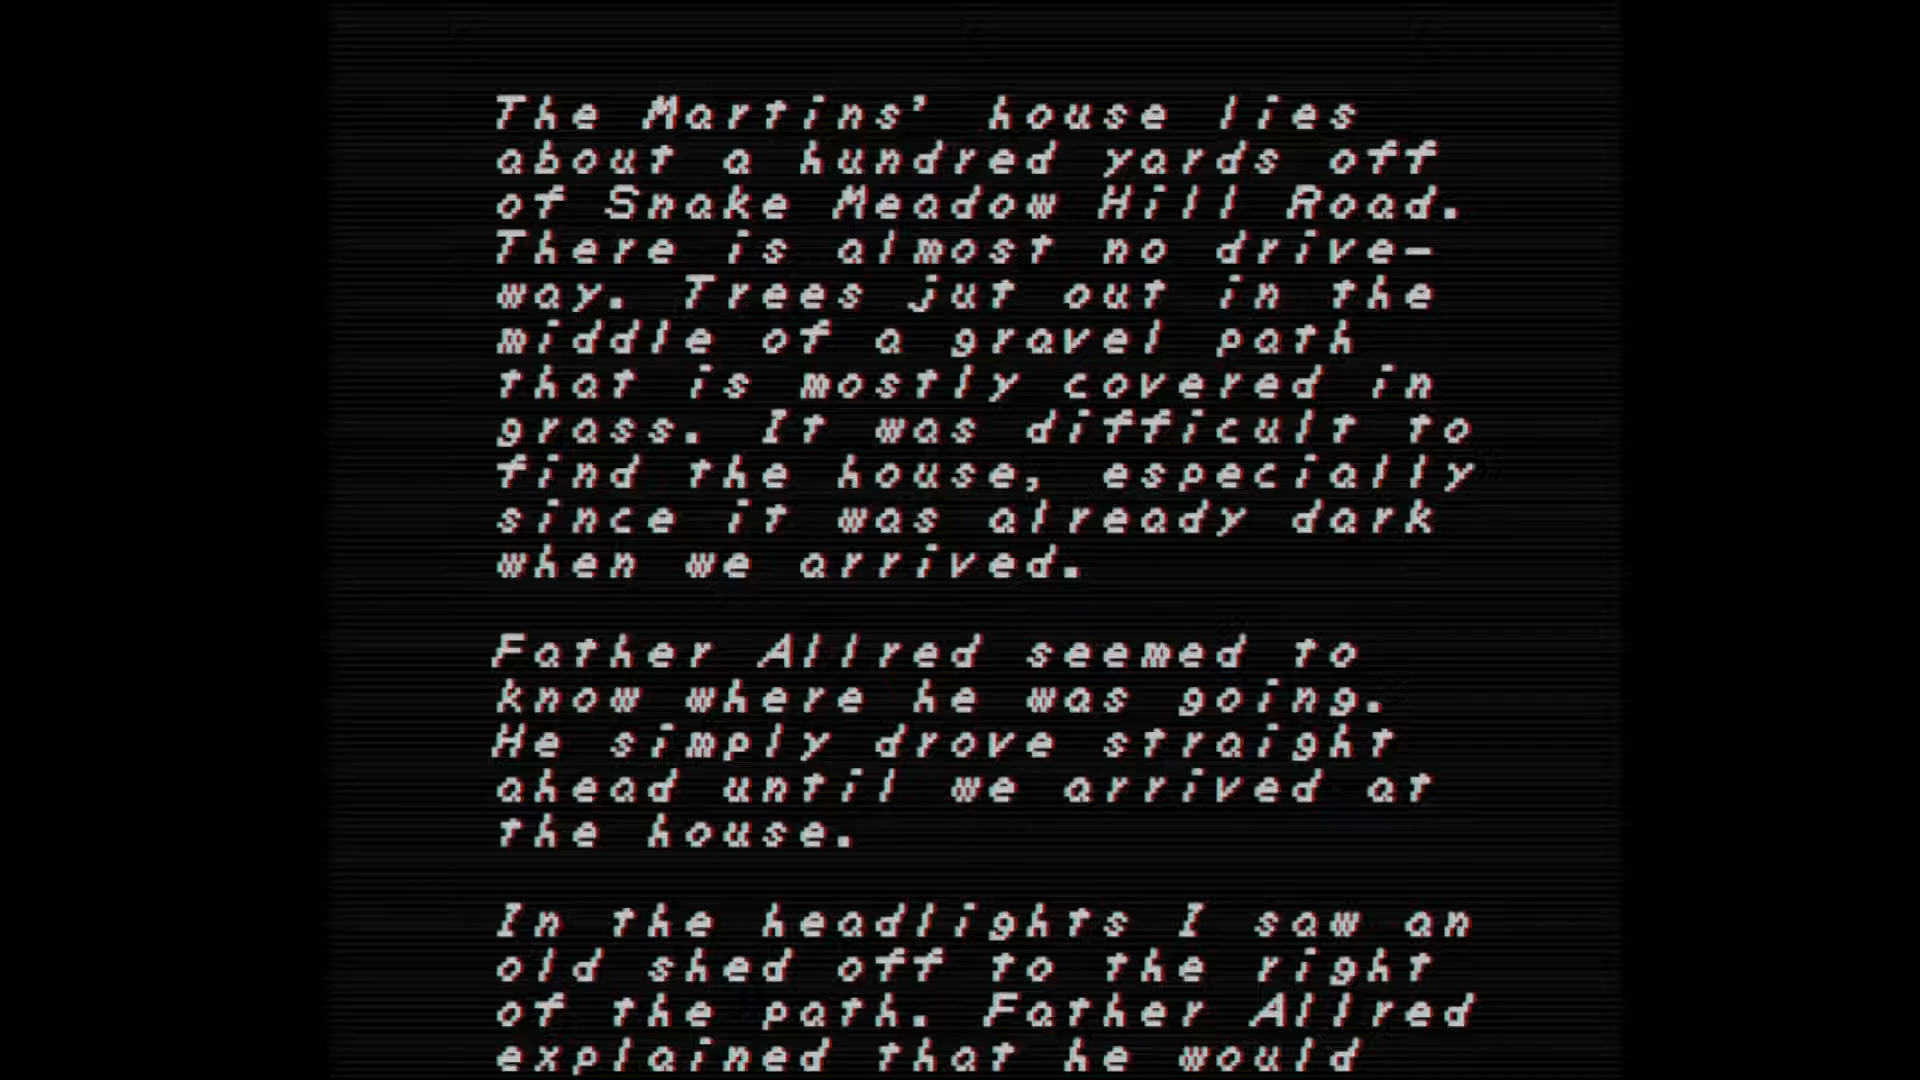 The Martins' house lies
about a hundred yards off
of Snake Meadow Hill Road.
There is almost no drive-
way. Trees jut out in the
middle of a gravel path
that is mostly covered in
grass. It was difficult to
find the house, especially
since it was already dark
when we arrived.
Father Allred seemed to
know where he was going.
He simply drove straight
ahead until we arrived at
the house.
In the headlights I saw an
old shed off to the right
of the path. Father Allred
explained that he would